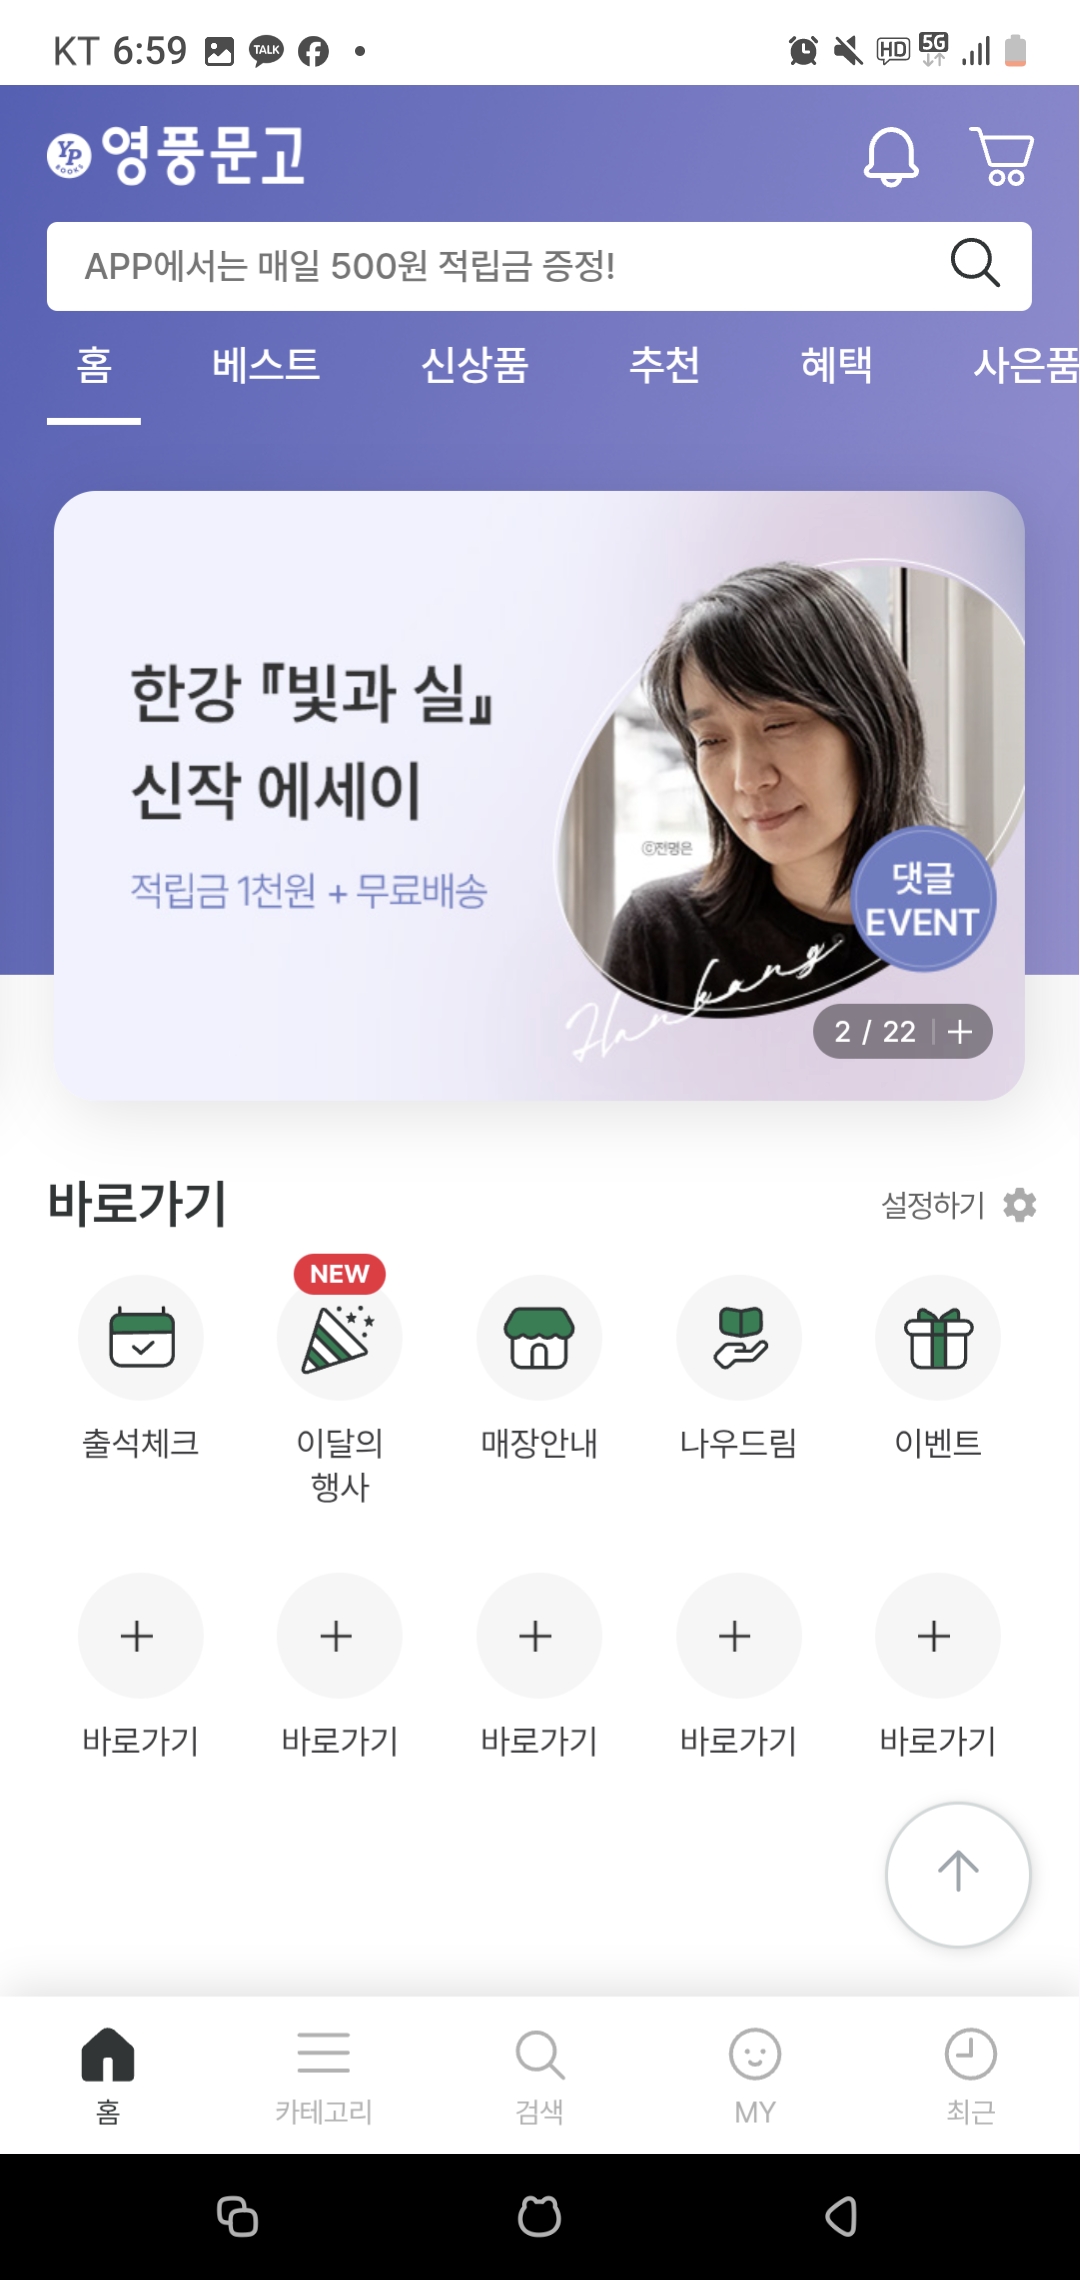 KT 6:59
TALK
HD
5G
YP
BOOKS
영풍문고
APP에서는 매일 500원 적립금 증정!
홈 베스트 신상품 추천 혜택 사은품
한강 『빛과 실』
신작 에세이
적립금 1천원 + 무료배송
ⓒ전명은
댓글
EVENT
Han kang
2 / 22 +
바로가기
설정하기
NEW
출석체크
이달의
행사
매장안내
나우드림
이벤트
바로가기 바로가기 바로가기 바로가기 바로가기
홈 카테고리 검색 MY 최근